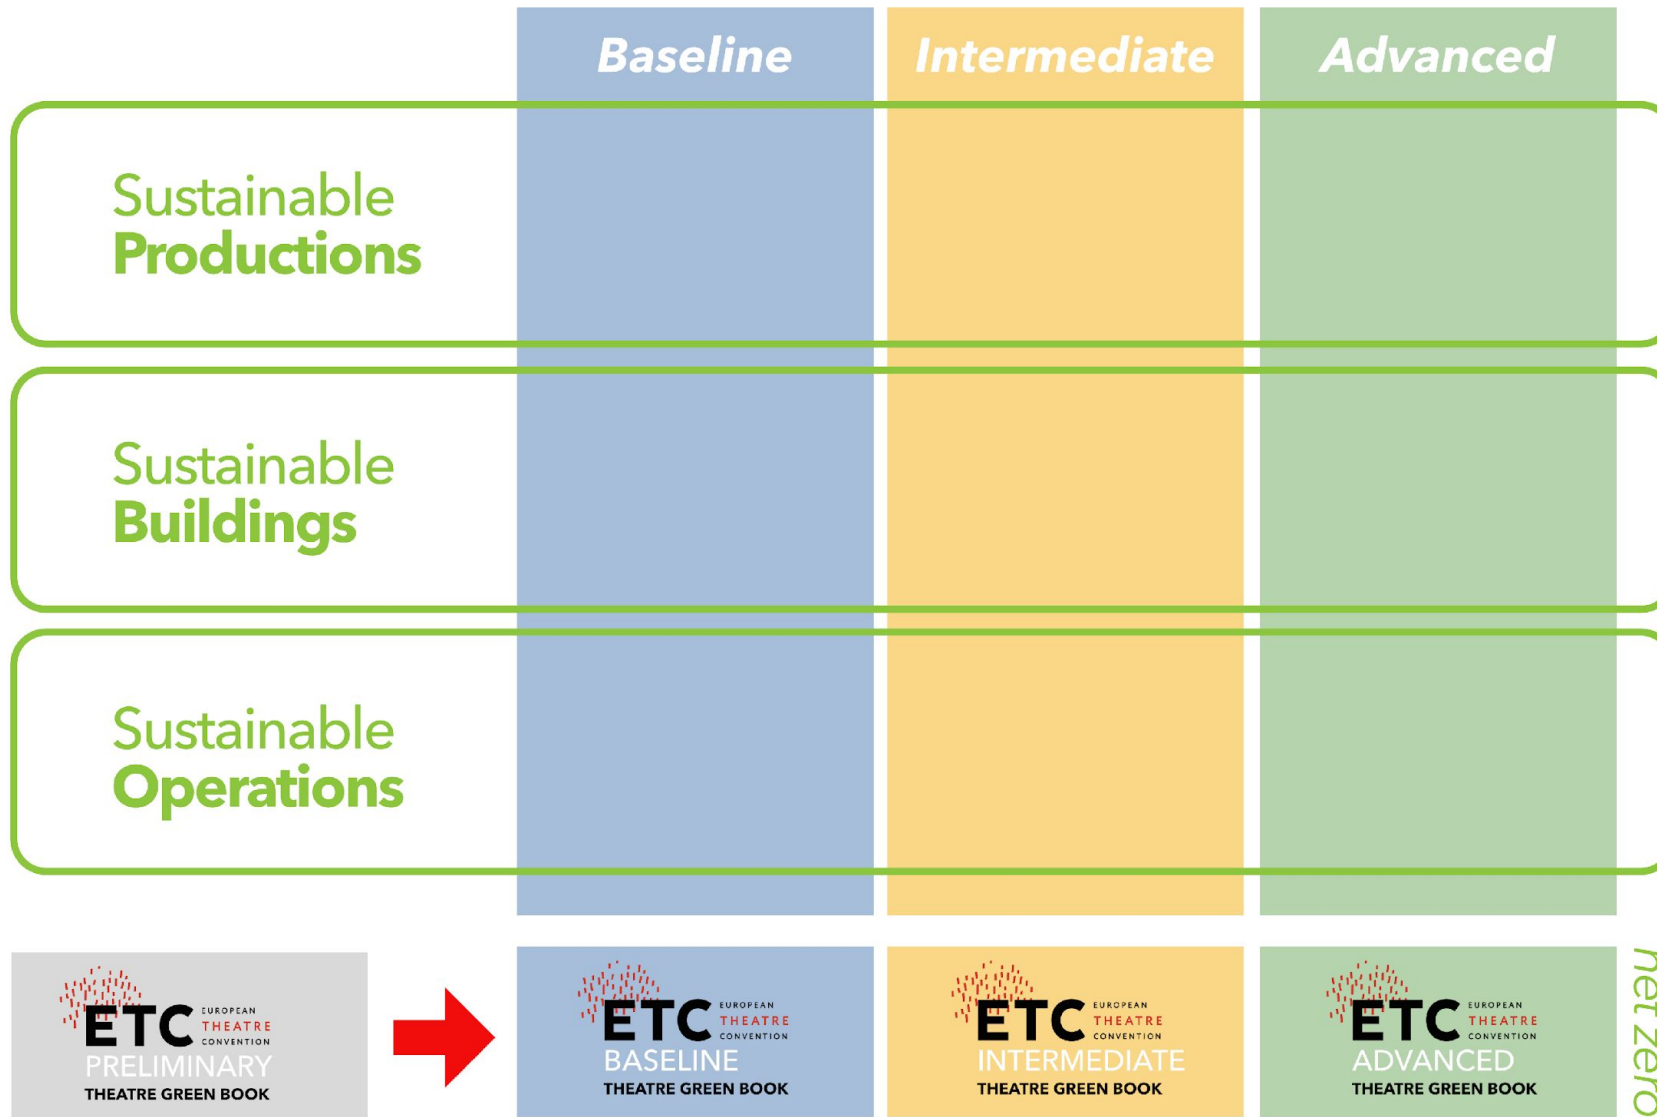 Baseline
Intermediate
Advanced
Sustainable
Productions
Sustainable
Buildings
Sustainable
Operations
ETC EUROPEAN
THEATRE
CONVENTION
PRELIMINARY
THEATRE GREEN BOOK
ETC EUROPEAN
THEATRE
CONVENTION
BASELINE
THEATRE GREEN BOOK
ETC EUROPEAN
THEATRE
CONVENTION
INTERMEDIATE
THEATRE GREEN BOOK
ETC EUROPEAN
THEATRE
CONVENTION
ADVANCED
THEATRE GREEN BOOK
net zero